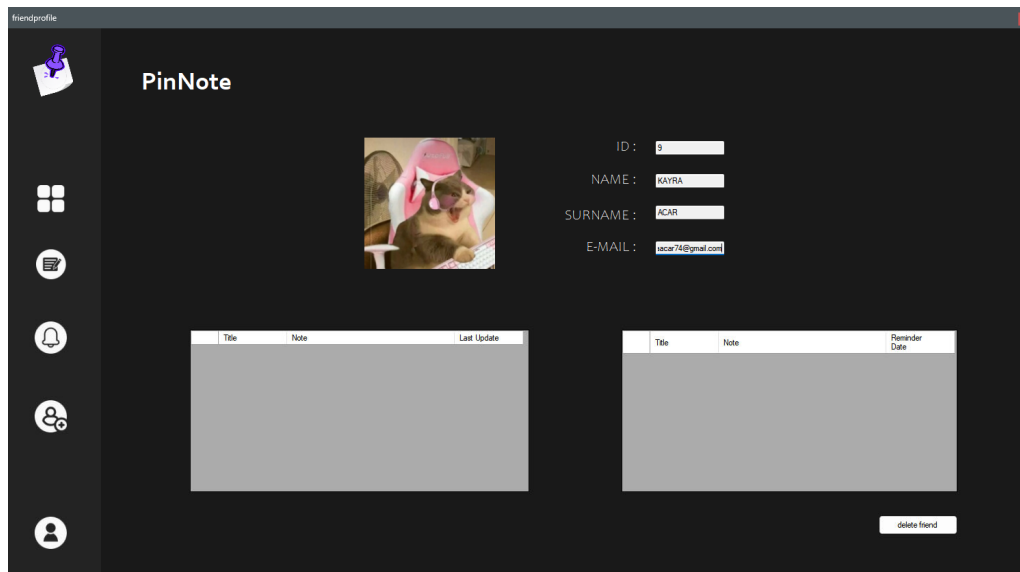 friendprofile
PinNote
ID : 9
NAME : KAYRA
SURNAME : ACAR
E-MAIL : acar74@gmail.com
Title Note Last Update
Title Note Reminder
Date
delete friend